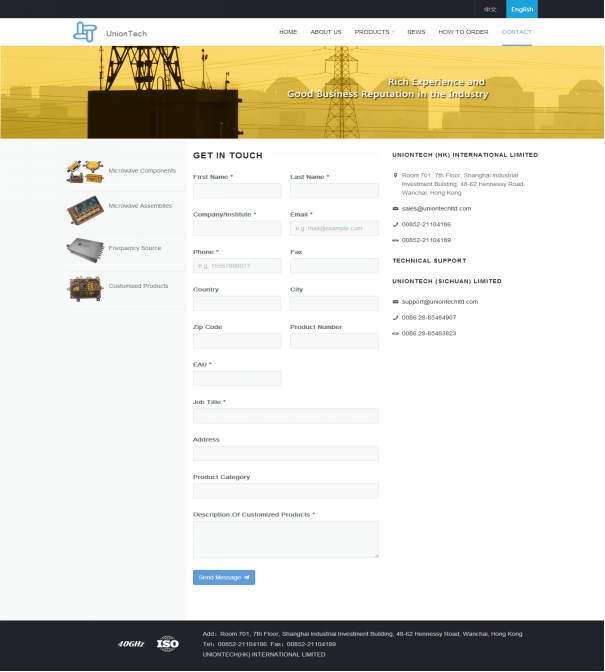 中文 English
UnionTech
HOME ABOUT US PRODUCTS NEWS HOW TO ORDER CONTACT
Rich Experience and
Good Business Reputation in the Industry
Microwave Components
Microwave Assemblies
Frequency Source
Customized Products
GET IN TOUCH
First Name * Last Name *
Company/Institute * Email *
e.g. mail@example.com
Phone * Fax
e.g. 15567898077
Country City
Zip Code Product Number
EAU *
Job Title *
Address
Product Category
Description Of Customized Products *
Send Message
UNIONTECH (HK) INTERNATIONAL LIMITED
Room 701, 7th Floor, Shanghai Industrial
Investment Building, 48-62 Hennessy Road,
Wanchai, Hong Kong
sales@uniontechltd.com
00852-21104186
00852-21104189
TECHNICAL SUPPORT
UNIONTECH (SICHUAN) LIMITED
support@uniontechltd.com
0086 28-85484907
0086 28-85483823
40GHz ISO
Add: Room 701, 7th Floor, Shanghai Industrial Investment Building, 48-62 Hennessy Road, Wanchai, Hong Kong
Tel: 00852-21104186 Fax: 00852-21104189
UNIONTECH(HK) INTERNATIONAL LIMITED